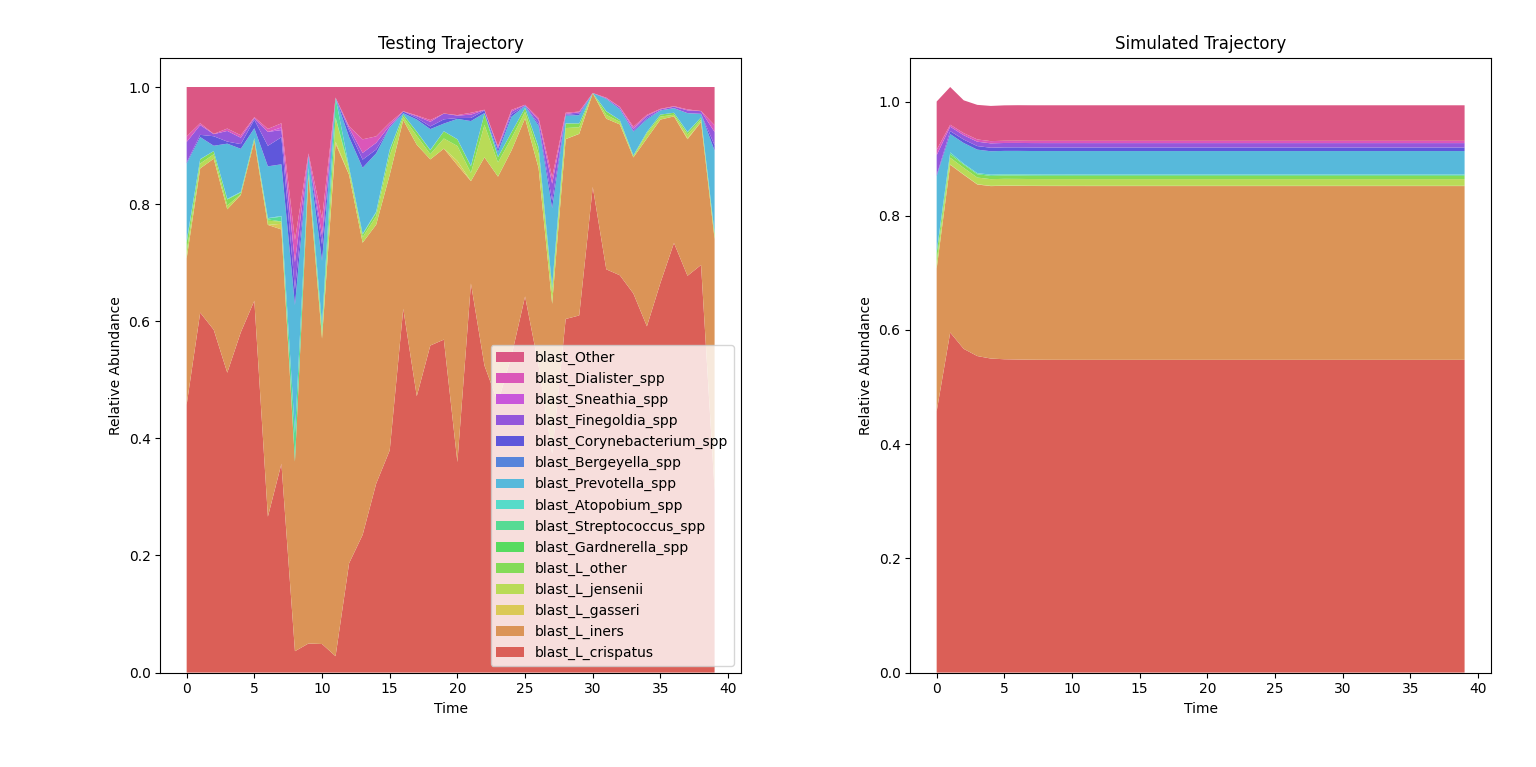 Testing Trajectory
Relative Abundance
1.0
0.8
0.6
0.4
0.2
0.0
blast_Other
blast_Dialister_spp
blast_Sneathia_spp
blast_Finegoldia_spp
blast_Corynebacterium_spp
blast_Bergeyella_spp
blast_Prevotella_spp
blast_Atopobium_spp
blast_Streptococcus_spp
blast_Gardnerella_spp
blast_L_other
blast_L_jensenii
blast_L_gasseri
blast_L_iners
blast_L_crispatus
0 5 10 15 20 25 30 35 40
Time
Simulated Trajectory
Relative Abundance
1.0
0.8
0.6
0.4
0.2
0.0
0 5 10 15 20 25 30 35 40
Time